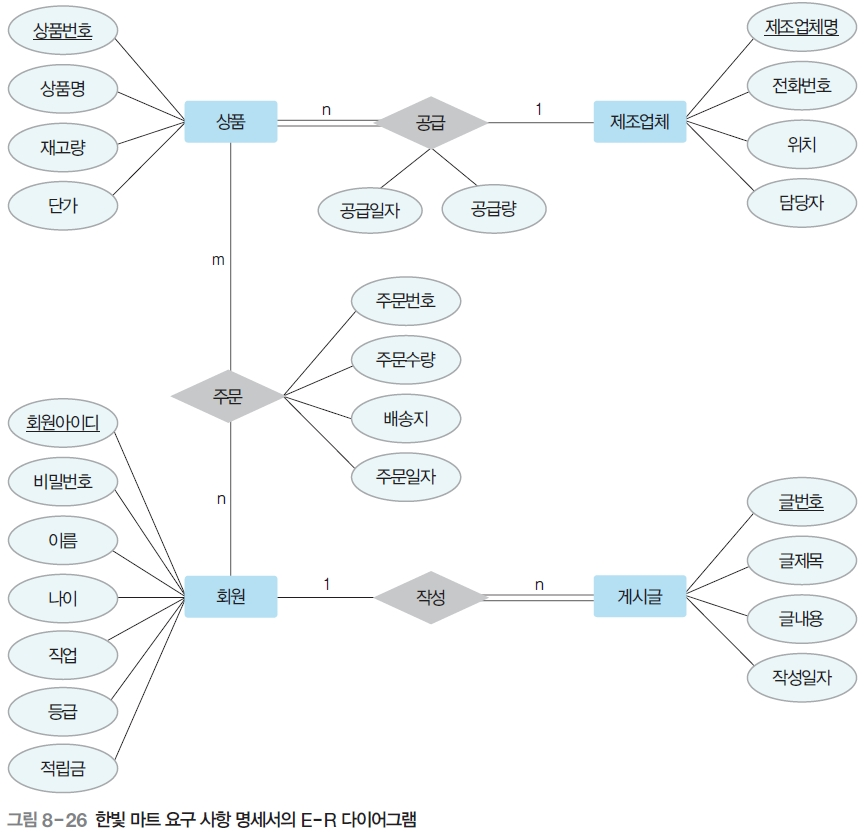 상품번호
상품명
재고량
단가
상품
n
공급
1
제조업체
제조업체명
전화번호
위치
담당자
공급일자
공급량
m
주문
주문번호
주문수량
배송지
주문일자
n
회원아이디
비밀번호
이름
나이
직업
등급
적립금
회원
1
작성
n
게시글
글번호
글제목
글내용
작성일자
그림 8-26 한빛 마트 요구 사항 명세서의 E-R 다이어그램